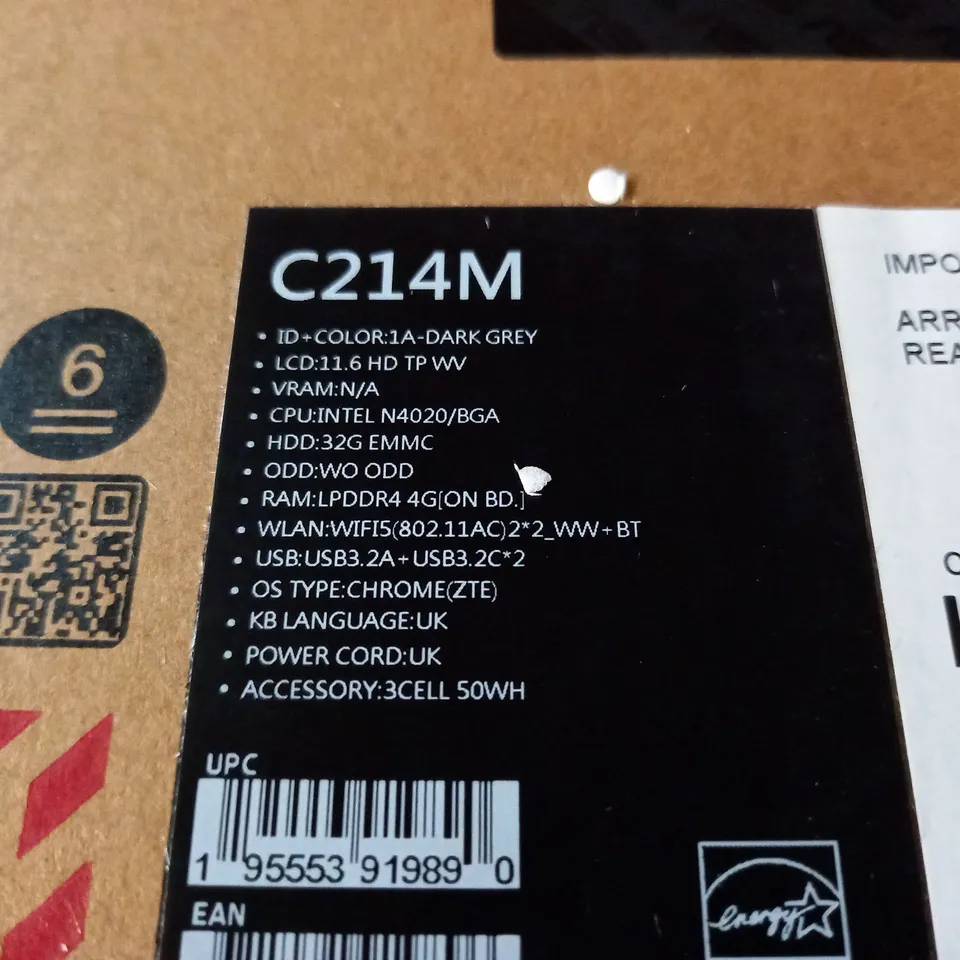 C214M
• ID+COLOR:1A-DARK GREY
• LCD:11.6 HD TP WV
• VRAM:N/A
• CPU:INTEL N4020/BGA
• HDD:32G EMMC
• ODD:WO ODD
• RAM:LPDDR4 4G[ON BD.]
• WLAN:WIFI5(802.11AC)2*2_WW+BT
• USB:USB3.2A+USB3.2C*2
• OS TYPE:CHROME(ZTE)
• KB LANGUAGE:UK
• POWER CORD:UK
• ACCESSORY:3CELL 50WH
UPC
1 95553 91989 0
EAN
energy
6
IMPO
ARR
REA